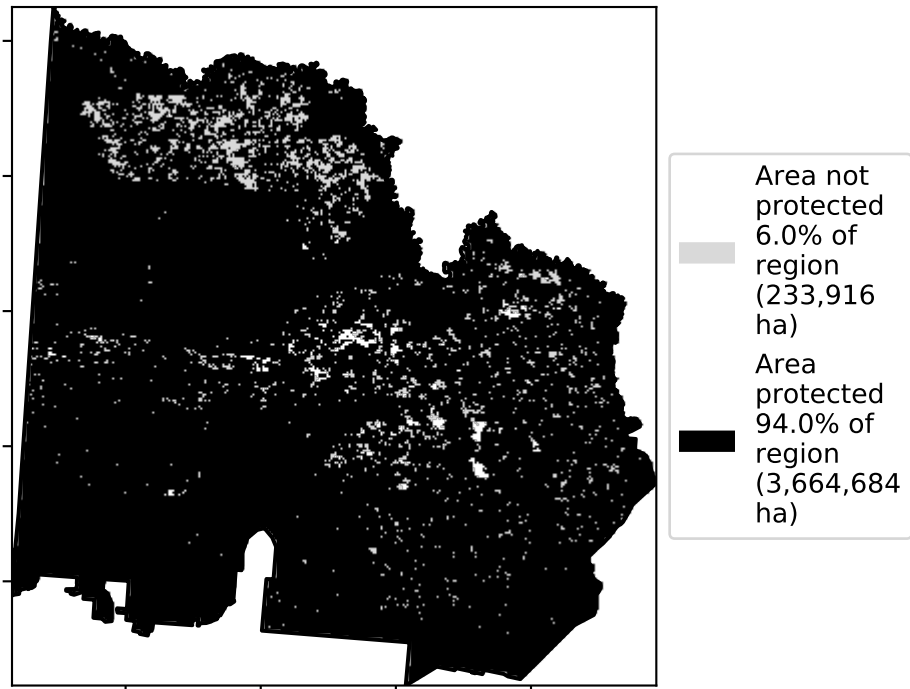 Area not
protected
6.0% of
region
(233,916
ha)
Area
protected
94.0% of
region
(3,664,684
ha)